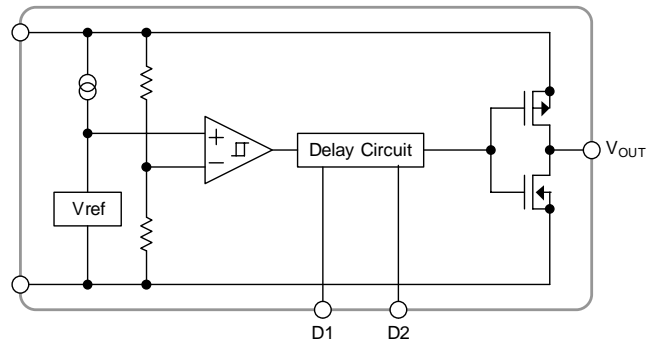 +
−
Delay Circuit
VOUT
Vref
D1
D2